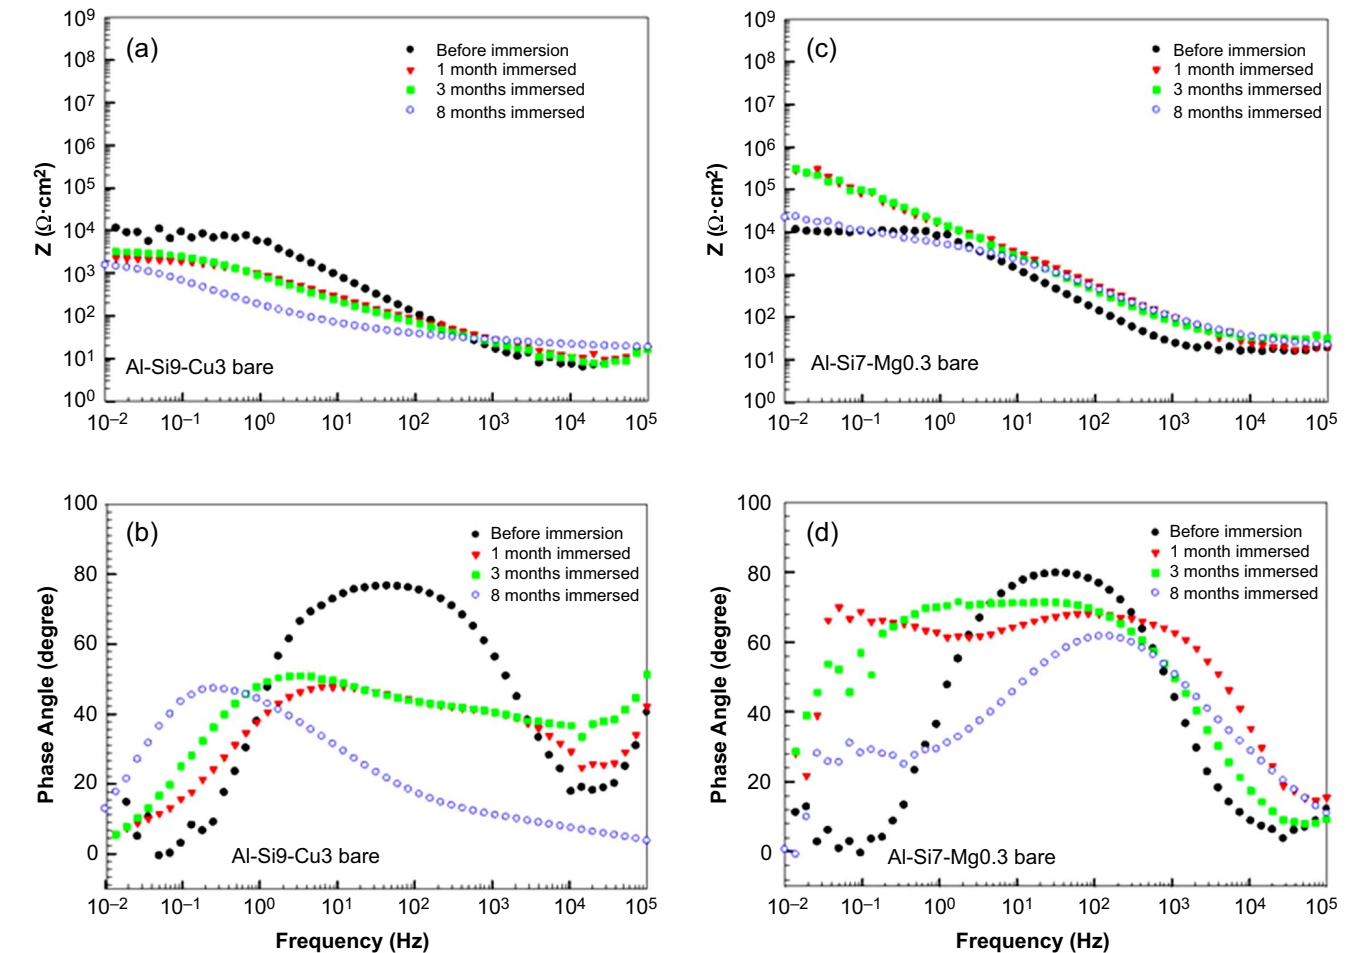 (a)
Before immersion
1 month immersed
3 months immersed
8 months immersed
10⁹
10⁸
10⁷
10⁶
10⁵
10⁴
10³
10²
10¹
10⁰
Z (Ω·cm²)
Al-Si9-Cu3 bare
10–² 10–¹ 10⁰ 10¹ 10² 10³ 10⁴ 10⁵
(c)
Before immersion
1 month immersed
3 months immersed
8 months immersed
10⁹
10⁸
10⁷
10⁶
10⁵
10⁴
10³
10²
10¹
10⁰
Z (Ω·cm²)
Al-Si7-Mg0.3 bare
10–² 10–¹ 10⁰ 10¹ 10² 10³ 10⁴ 10⁵
(b)
Before immersion
1 month immersed
3 months immersed
8 months immersed
100
80
60
40
20
0
Phase Angle (degree)
Al-Si9-Cu3 bare
10–² 10–¹ 10⁰ 10¹ 10² 10³ 10⁴ 10⁵
Frequency (Hz)
(d)
Before immersion
1 month immersed
3 months immersed
8 months immersed
100
80
60
40
20
0
Phase Angle (degree)
Al-Si7-Mg0.3 bare
10–² 10–¹ 10⁰ 10¹ 10² 10³ 10⁴ 10⁵
Frequency (Hz)